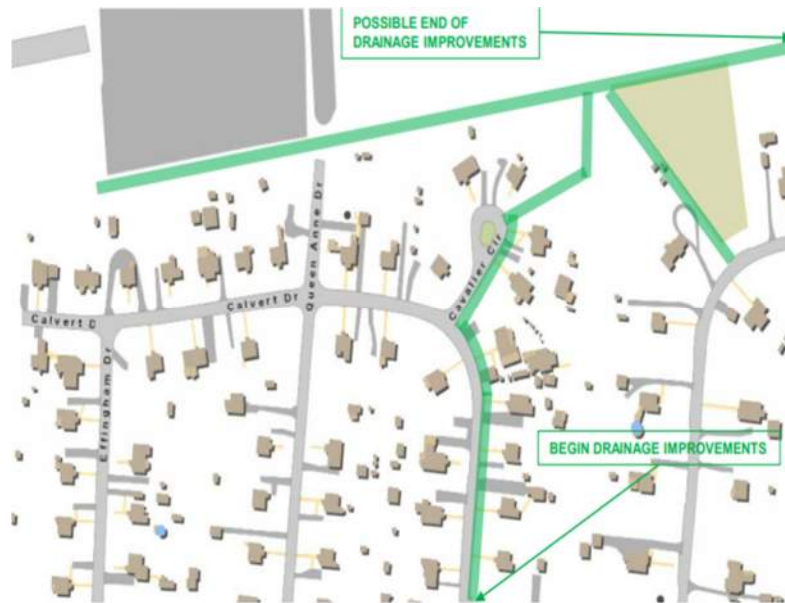 POSSIBLE END OF
DRAINAGE IMPROVEMENTS
Queen Anne Dr
Cavalier Cir
Calvert D
Calvert Dr
Effingham Dr
BEGIN DRAINAGE IMPROVEMENTS